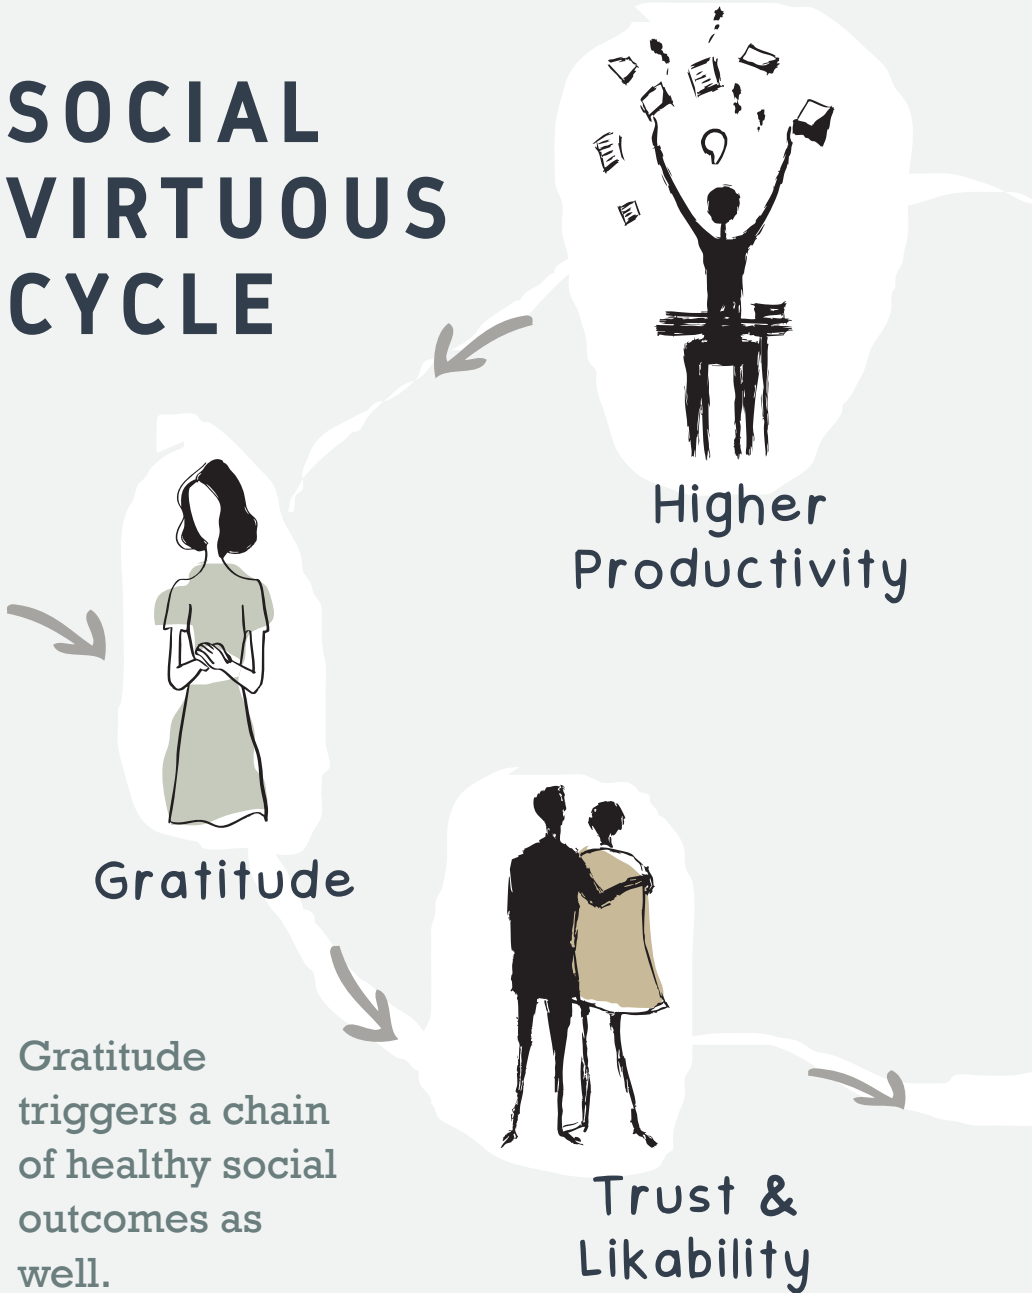 SOCIAL
VIRTUOUS
CYCLE
Higher
Productivity
Gratitude
Gratitude
triggers a chain
of healthy social
outcomes as
well.
Trust &
Likability